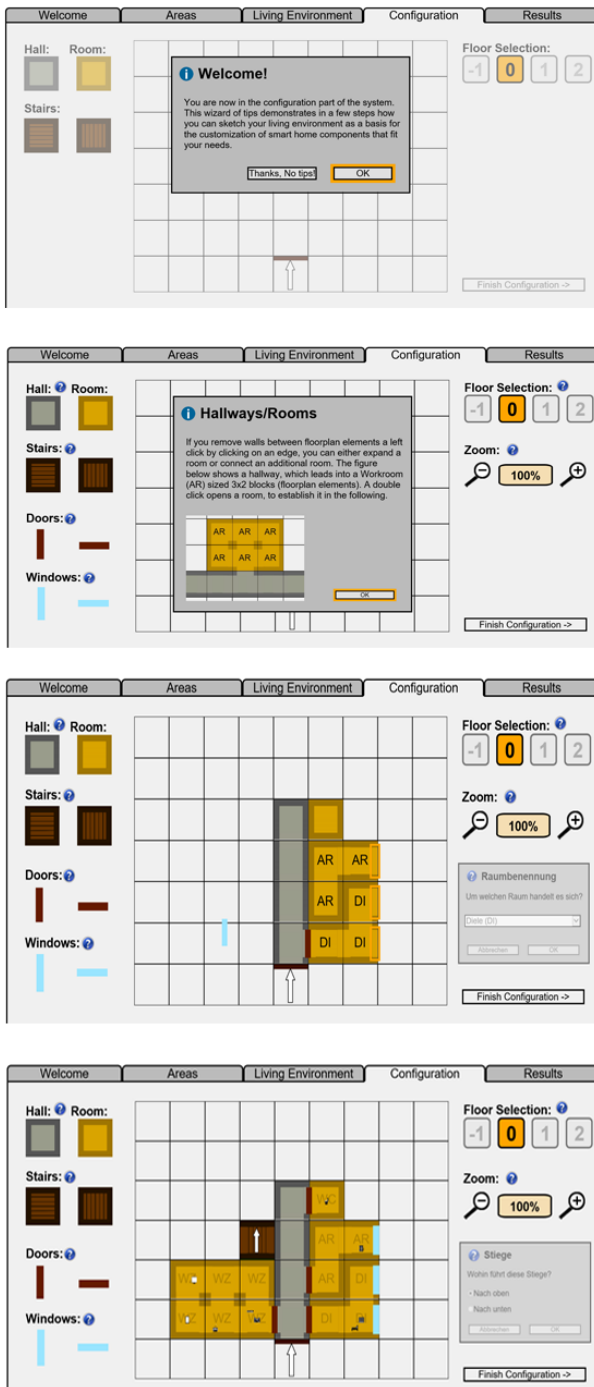 Welcome Areas Living Environment Configuration Results
Hall: Room:
Floor Selection:
-1 0 1 2
Stairs:
Welcome!
You are now in the configuration part of the system.
This wizard of tips demonstrates in a few steps how
you can sketch your living environment as a basis for
the customization of smart home components that fit
your needs.
Thanks, No tips! OK
Finish Configuration ->
Welcome Areas Living Environment Configuration Results
Hall: ? Room:
Floor Selection: ?
-1 0 1 2
Stairs: ?
Zoom: ?
100%
Doors: ?
Windows: ?
Hallways/Rooms
If you remove walls between floorplan elements a left
click by clicking on an edge, you can either expand a
room or connect an additional room. The figure
below shows a hallway, which leads into a Workroom
(AR) sized 3x2 blocks (floorplan elements). A double
click opens a room, to establish it in the following.
AR AR AR
AR AR AR
OK
Finish Configuration ->
Welcome Areas Living Environment Configuration Results
Hall: ? Room:
Floor Selection: ?
-1 0 1 2
Stairs: ?
Zoom: ?
100%
Doors: ?
Windows: ?
AR AR
AR DI
DI DI
? Raumbenennung
Um welchen Raum handelt es sich?
Diele (DI)
Abbrechen OK
Finish Configuration ->
Welcome Areas Living Environment Configuration Results
Hall: ? Room:
Floor Selection: ?
-1 0 1 2
Stairs: ?
Zoom: ?
100%
Doors: ?
Windows: ?
WC
AR AR
WZ WZ WZ AR DI
WZ WZ WZ DI DI
? Stiege
Wohin führt diese Stiege?
Nach oben
Nach unten
Abbrechen OK
Finish Configuration ->